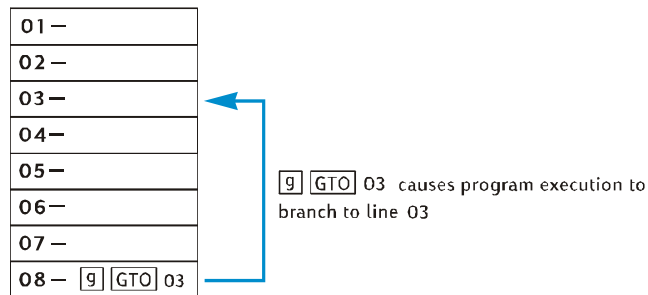 01–
02–
03–
04–
05–
06–
07–
08– g GTO 03
g GTO 03 causes program execution to
branch to line 03